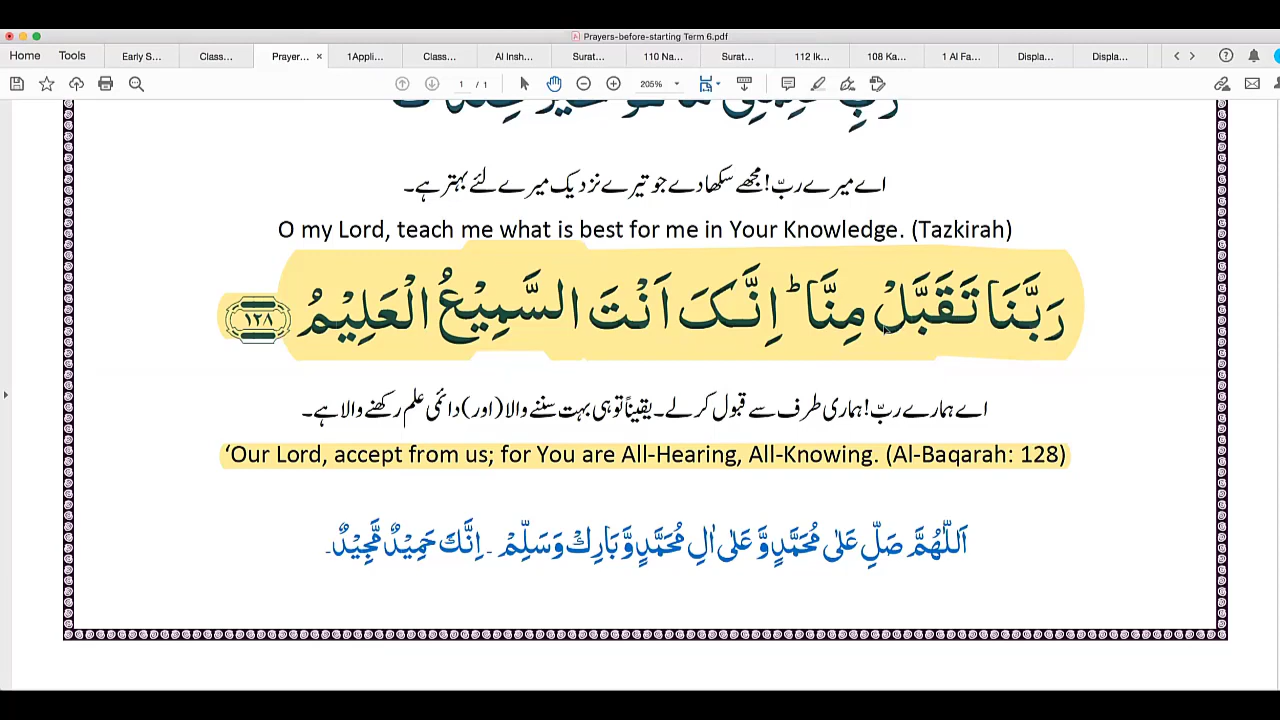 Prayers-before-starting Term 6.pdf
Home Tools Early S... Class... Prayer... × 1Appli... Class... Al Insh... Surat... 110 Na... Surat... 112 Ik... 108 Ka... 1 Al Fa... Displa... Displa...
1 / 1 205%
اے میرے ربّ! مجھے سکھا دے جو تیرے نزدیک میرے لئے بہتر ہے۔
O my Lord, teach me what is best for me in Your Knowledge. (Tazkirah)
رَبَّنَا تَقَبَّلْ مِنَّا ؕ اِنَّکَ اَنْتَ السَّمِیْعُ الْعَلِیْمُ ۱۲۸
اے ہمارے ربّ! ہماری طرف سے قبول کر لے۔ یقیناً تو ہی بہت سننے والا (اور) دائمی علم رکھنے والا ہے۔
‘Our Lord, accept from us; for You are All-Hearing, All-Knowing. (Al-Baqarah: 128)
اَللّٰھُمَّ صَلِّ عَلٰی مُحَمَّدٍ وَّ عَلٰی اٰلِ مُحَمَّدٍ وَّ بَارِکْ وَسَلِّمْ ۔ اِنَّکَ حَمِیْدٌ مَّجِیْدٌ۔